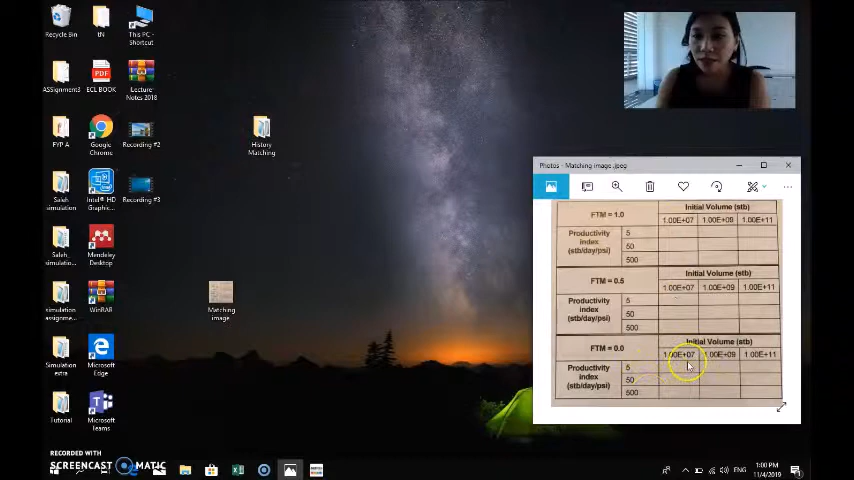 Recycle Bin
tN
This PC -
Shortcut
ASSignment3
ECL BOOK
Lecture
Notes 2018
FYP A
Google
Chrome
Recording #2
History
Matching
Saleh
simulation
Intel® HD
Graphic...
Recording #3
Saleh_
simulatio...
Mendeley
Desktop
simulation
assignme...
WinRAR
Matching
image
Simulation
extra
Microsoft
Edge
Tutorial
Microsoft
Teams
Photos - Matching image .jpeg
FTM = 1.0
Initial Volume (stb)
1.00E+07 1.00E+09 1.00E+11
Productivity
index
(stb/day/psi)
5
50
500
FTM = 0.5
Initial Volume (stb)
1.00E+07 1.00E+09 1.00E+11
Productivity
index
(stb/day/psi)
5
50
500
FTM = 0.0
Initial Volume (stb)
1.00E+07 1.00E+09 1.00E+11
Productivity
index
(stb/day/psi)
5
50
500
RECORDED WITH
SCREENCAST MATIC
ENG
1:00 PM
11/4/2019